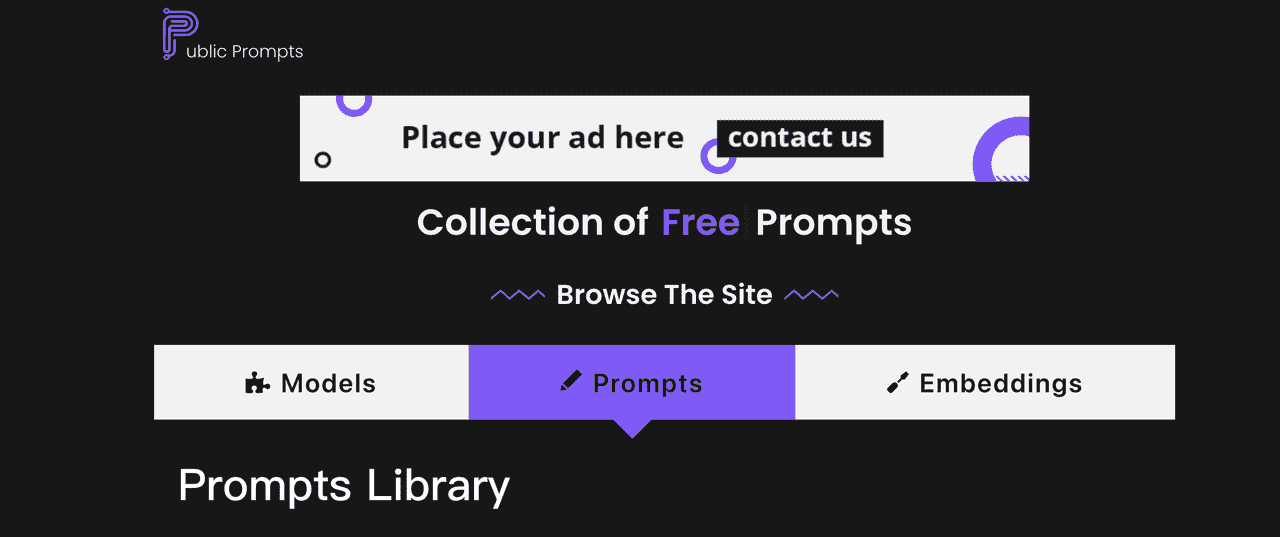 Public Prompts
Place your ad here contact us
Collection of Free Prompts
Browse The Site
Models Prompts Embeddings
Prompts Library